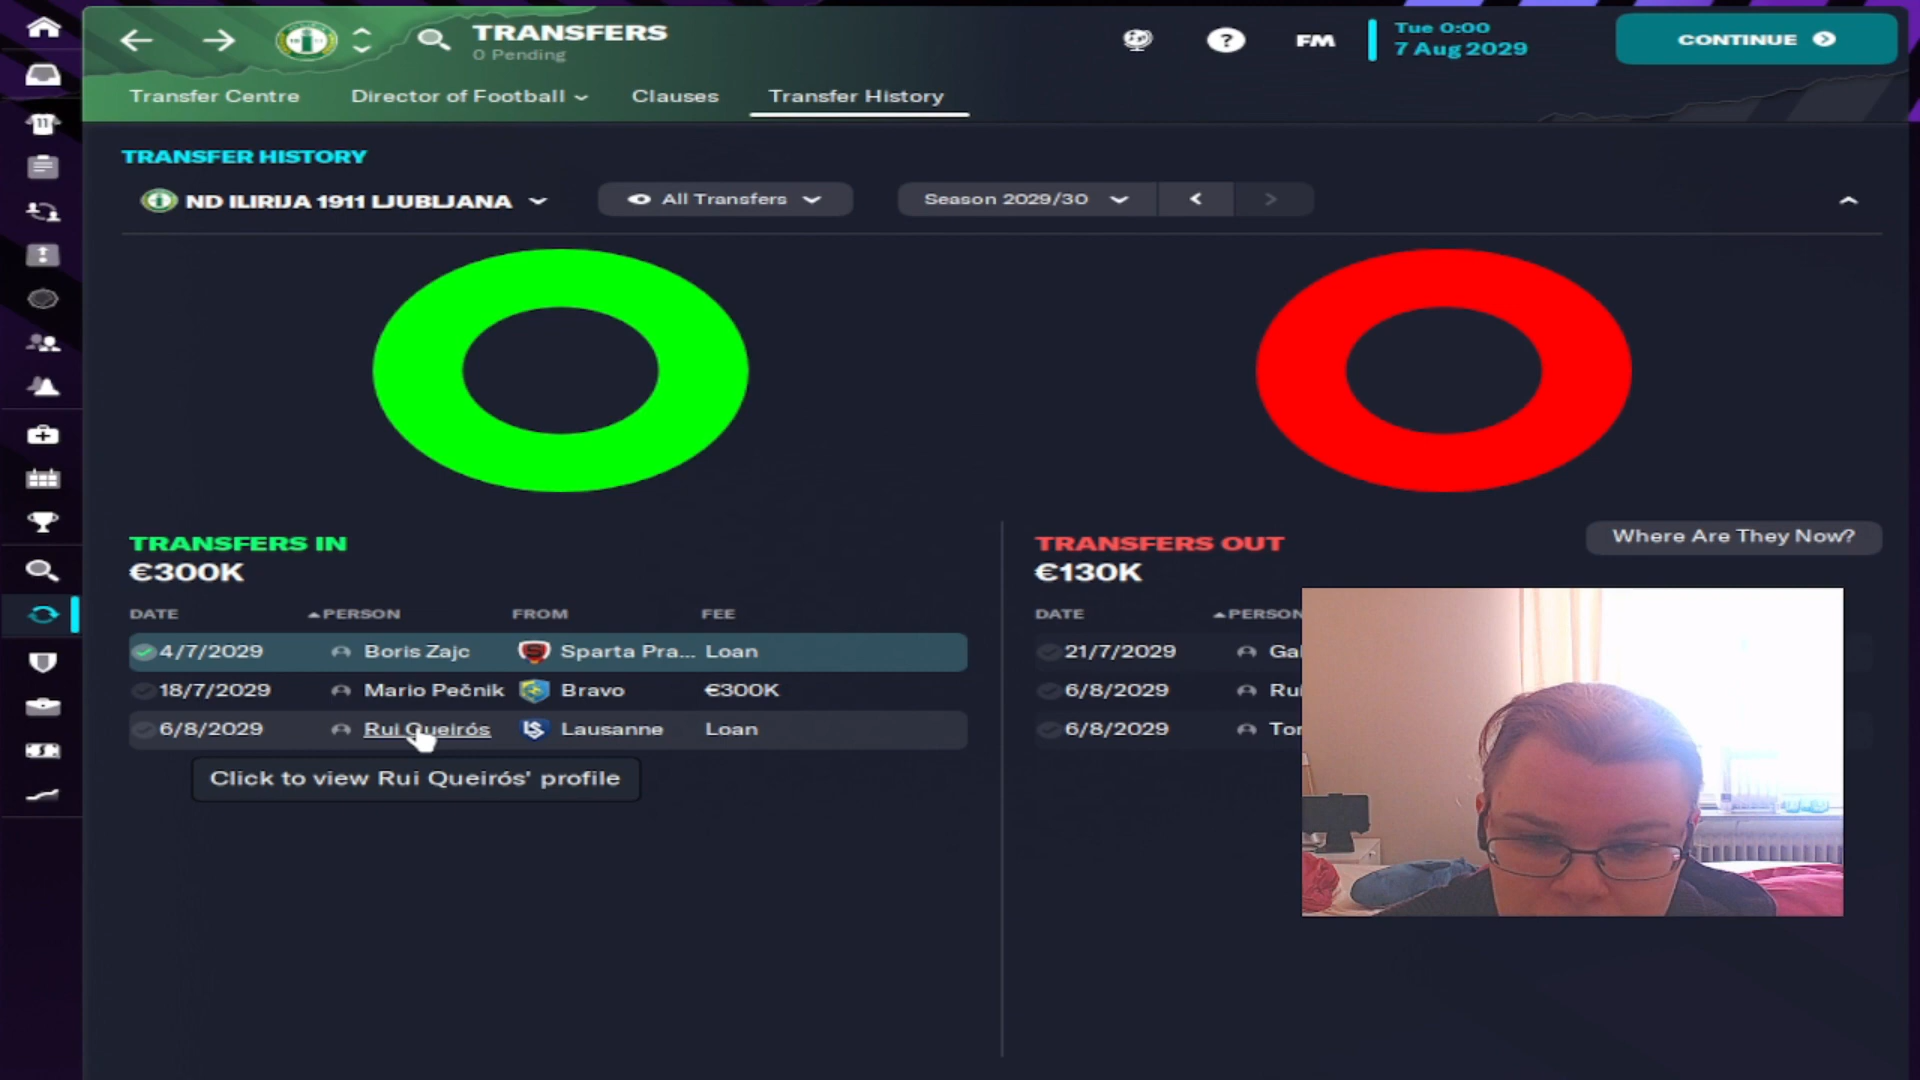 TRANSFERS
0 Pending
FM
Tue 0:00
7 Aug 2029
CONTINUE
Transfer Centre
Director of Football
Clauses
Transfer History
TRANSFER HISTORY
ND ILIRIJA 1911 LJUBLJANA
All Transfers
Season 2029/30
TRANSFERS IN
€300K
DATE PERSON FROM FEE
4/7/2029 Boris Zajc Sparta Pra... Loan
18/7/2029 Mario Pečnik Bravo €300K
6/8/2029 Rui Queirós Lausanne Loan
Click to view Rui Queirós' profile
TRANSFERS OUT
€130K
Where Are They Now?
DATE PERSON
21/7/2029
6/8/2029
6/8/2029